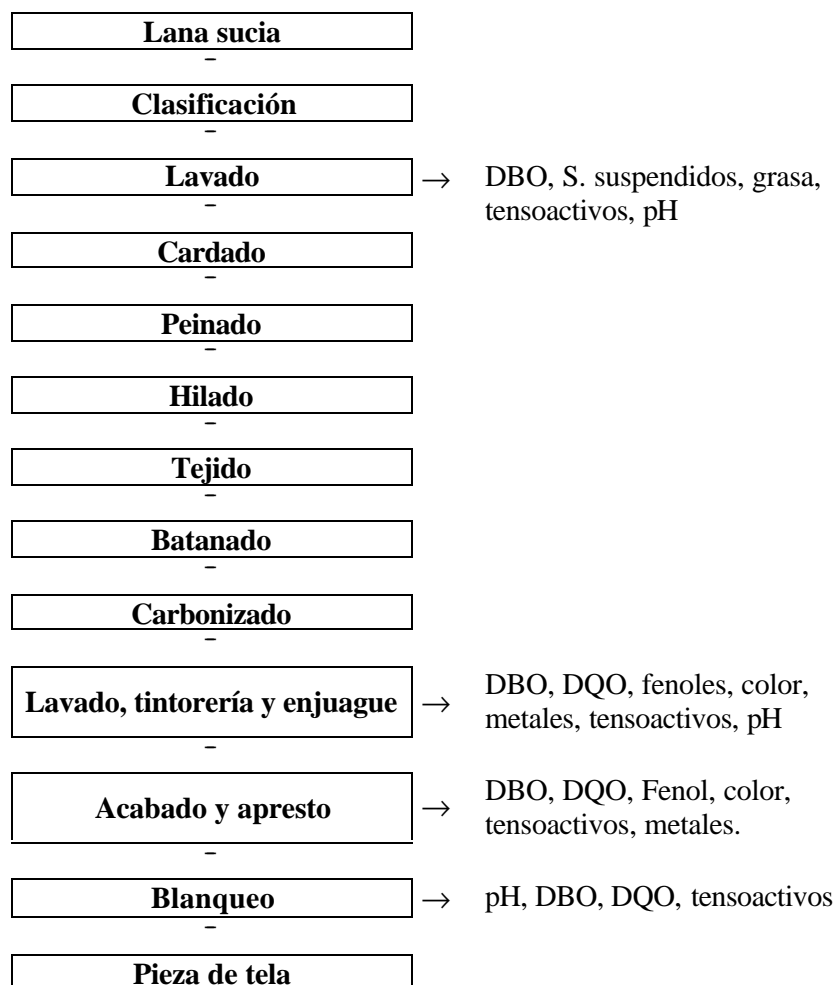 Lana sucia
Clasificación
Lavado → DBO, S. suspendidos, grasa,
tensoactivos, pH
Cardado
Peinado
Hilado
Tejido
Batanado
Carbonizado
Lavado, tintorería y enjuague → DBO, DQO, fenoles, color,
metales, tensoactivos, pH
Acabado y apresto → DBO, DQO, Fenol, color,
tensoactivos, metales.
Blanqueo → pH, DBO, DQO, tensoactivos
Pieza de tela